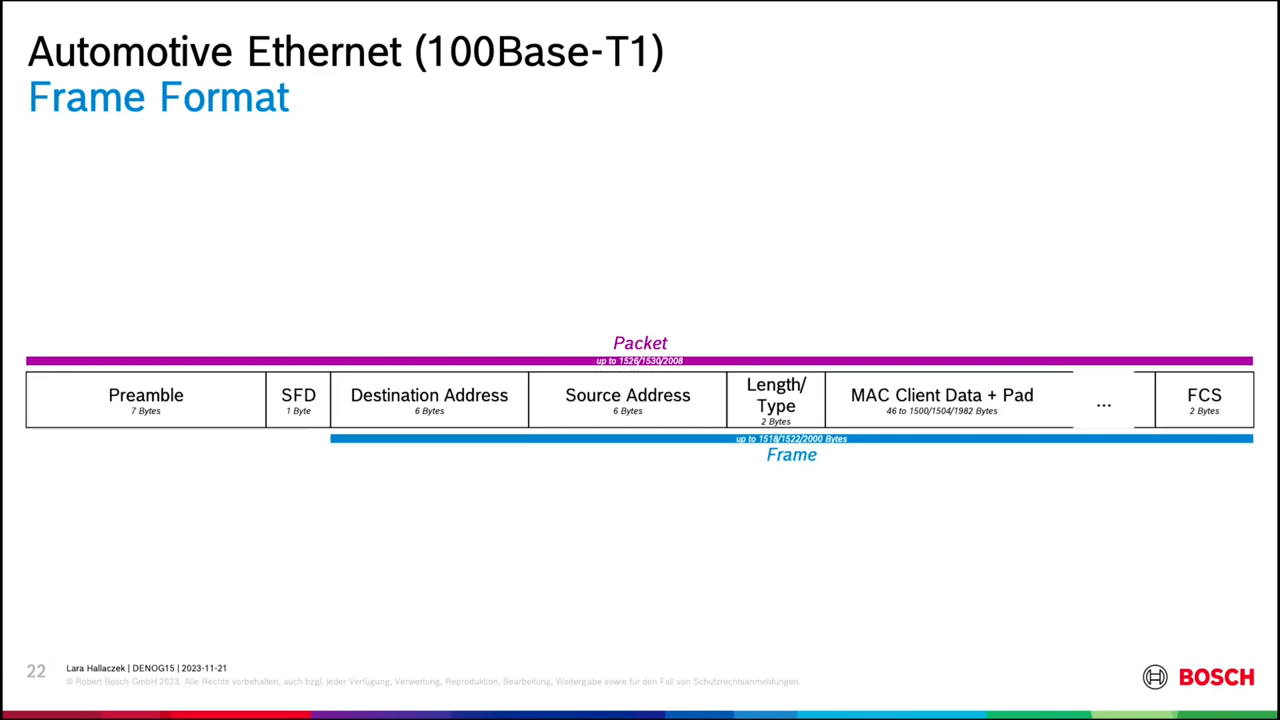 Automotive Ethernet (100Base-T1)
Frame Format
Packet
up to 1526/1530/2008
Preamble
7 Bytes
SFD
1 Byte
Destination Address
6 Bytes
Source Address
6 Bytes
Length/
Type
2 Bytes
MAC Client Data + Pad
46 to 1500/1504/1982 Bytes
...
FCS
2 Bytes
up to 1518/1522/2000 Bytes
Frame
22
Lara Hallaczek | DENOG15 | 2023-11-21
© Robert Bosch GmbH 2023. Alle Rechte vorbehalten, auch bzgl. jeder Verfügung, Verwertung, Reproduktion, Bearbeitung, Weitergabe sowie für den Fall von Schutzrechtsanmeldungen.
BOSCH